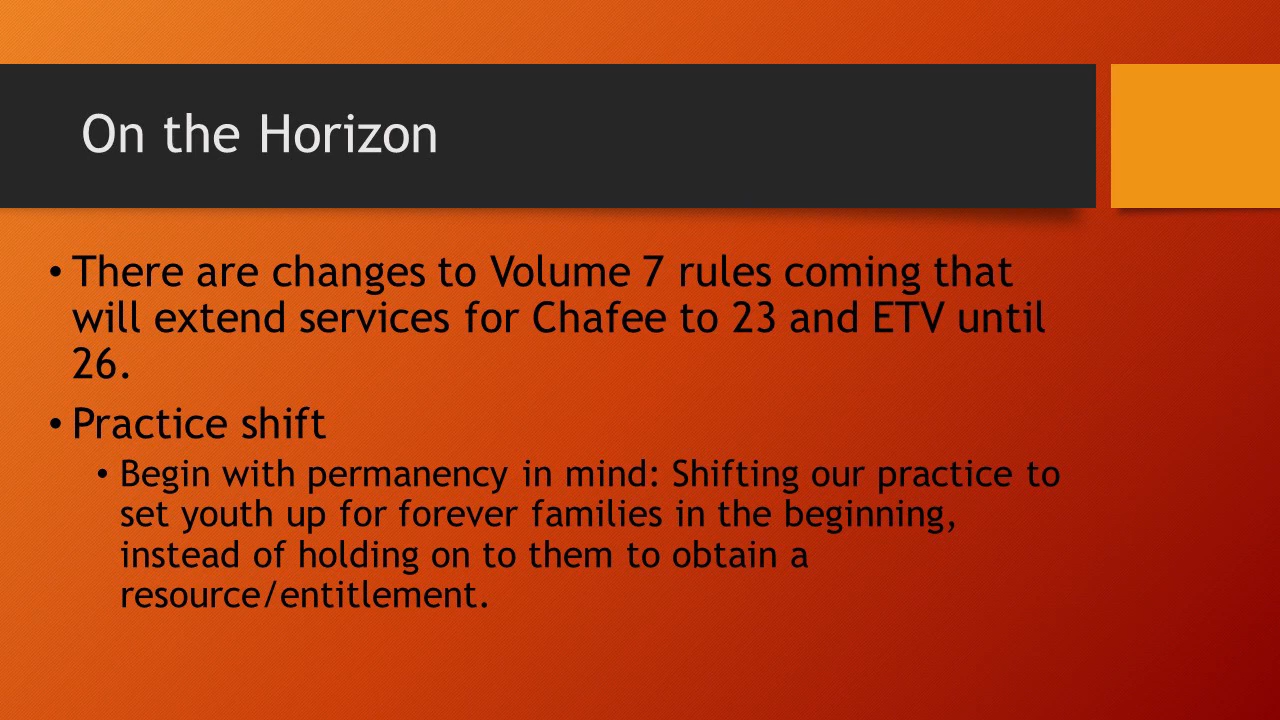 On the Horizon
• There are changes to Volume 7 rules coming that
will extend services for Chafee to 23 and ETV until
26.
• Practice shift
• Begin with permanency in mind: Shifting our practice to
set youth up for forever families in the beginning,
instead of holding on to them to obtain a
resource/entitlement.